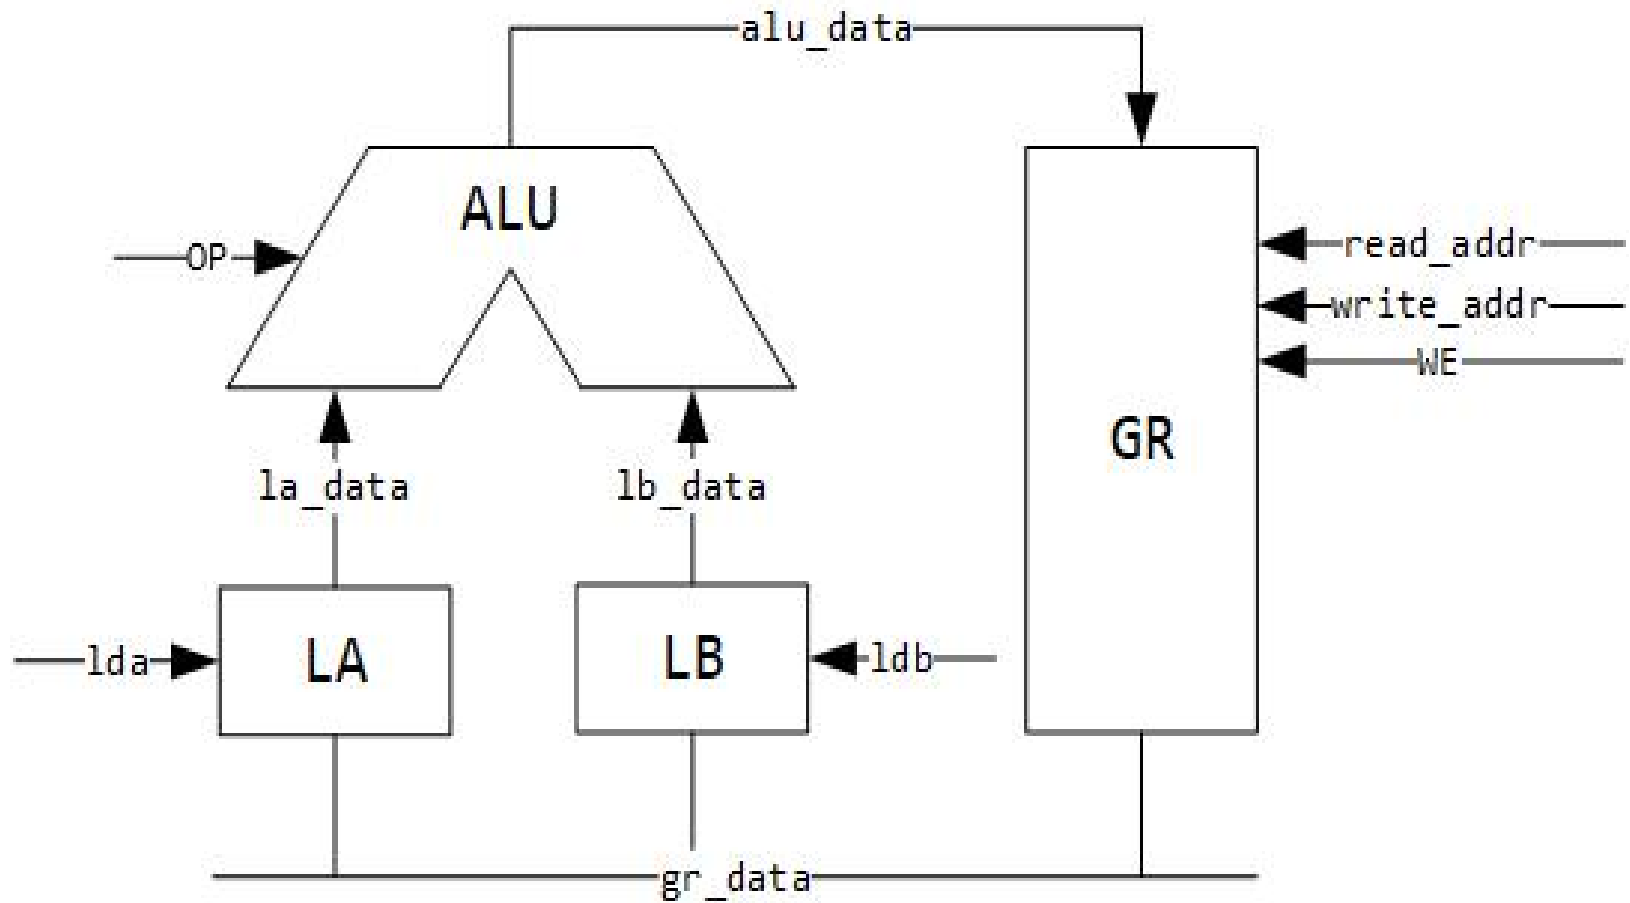 alu_data
ALU
OP
read_addr
write_addr
WE
GR
la_data
lb_data
lda
LA
LB
ldb
gr_data